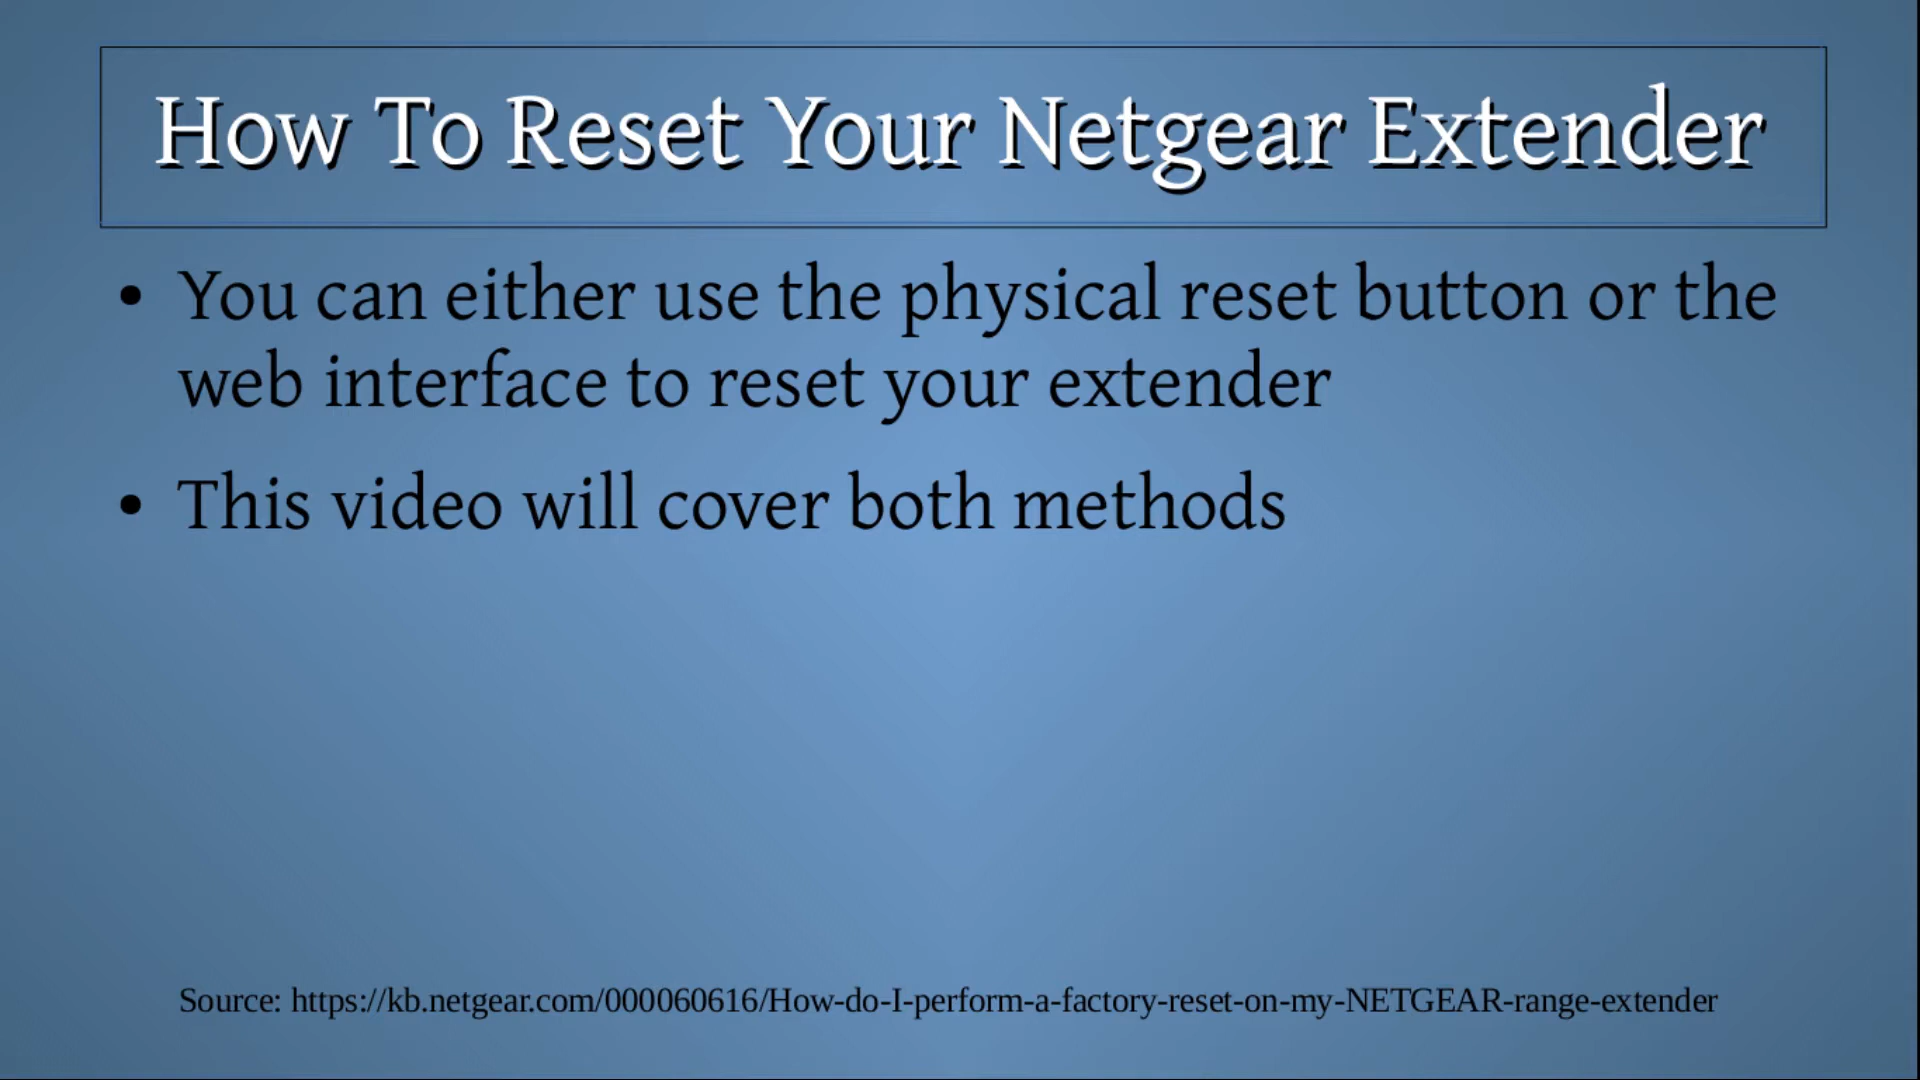 How To Reset Your Netgear Extender
• You can either use the physical reset button or the
web interface to reset your extender
• This video will cover both methods
Source: https://kb.netgear.com/000060616/How-do-I-perform-a-factory-reset-on-my-NETGEAR-range-extender